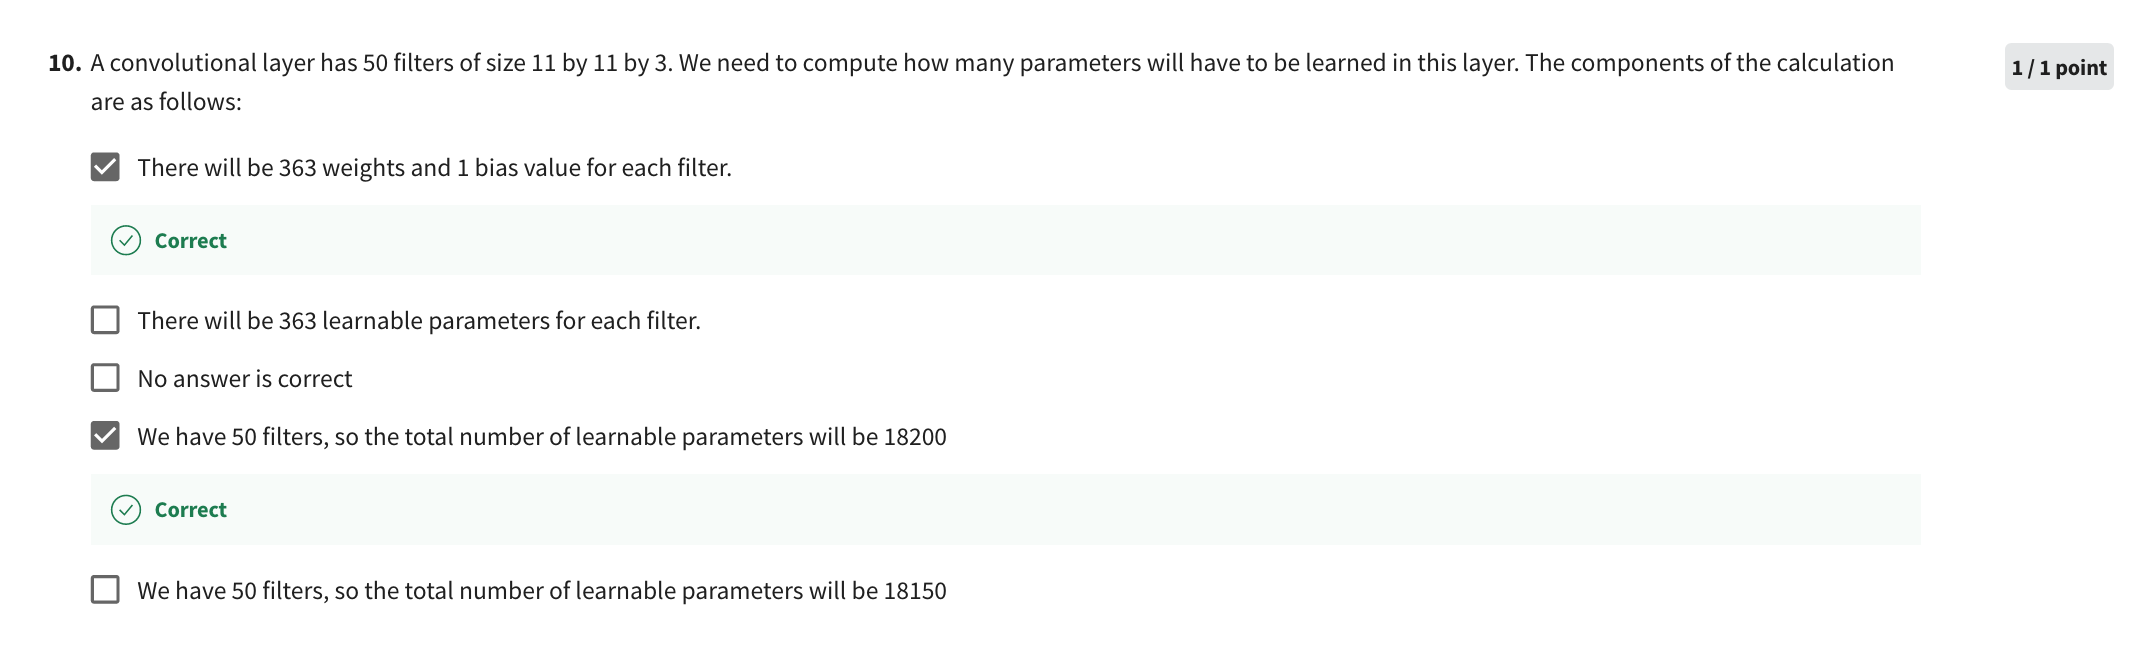 10. A convolutional layer has 50 filters of size 11 by 11 by 3. We need to compute how many parameters will have to be learned in this layer. The components of the calculation
1 / 1 point
are as follows:
There will be 363 weights and 1 bias value for each filter.
Correct
There will be 363 learnable parameters for each filter.
No answer is correct
We have 50 filters, so the total number of learnable parameters will be 18200
Correct
We have 50 filters, so the total number of learnable parameters will be 18150